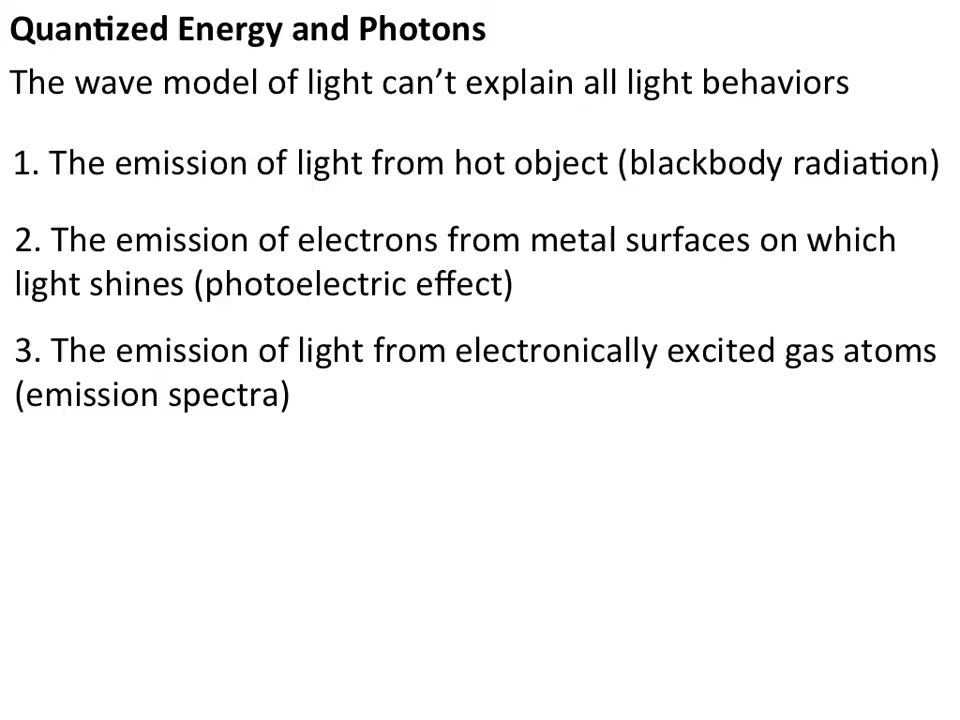 Quantized Energy and Photons
The wave model of light can’t explain all light behaviors
1. The emission of light from hot object (blackbody radiation)
2. The emission of electrons from metal surfaces on which
light shines (photoelectric effect)
3. The emission of light from electronically excited gas atoms
(emission spectra)